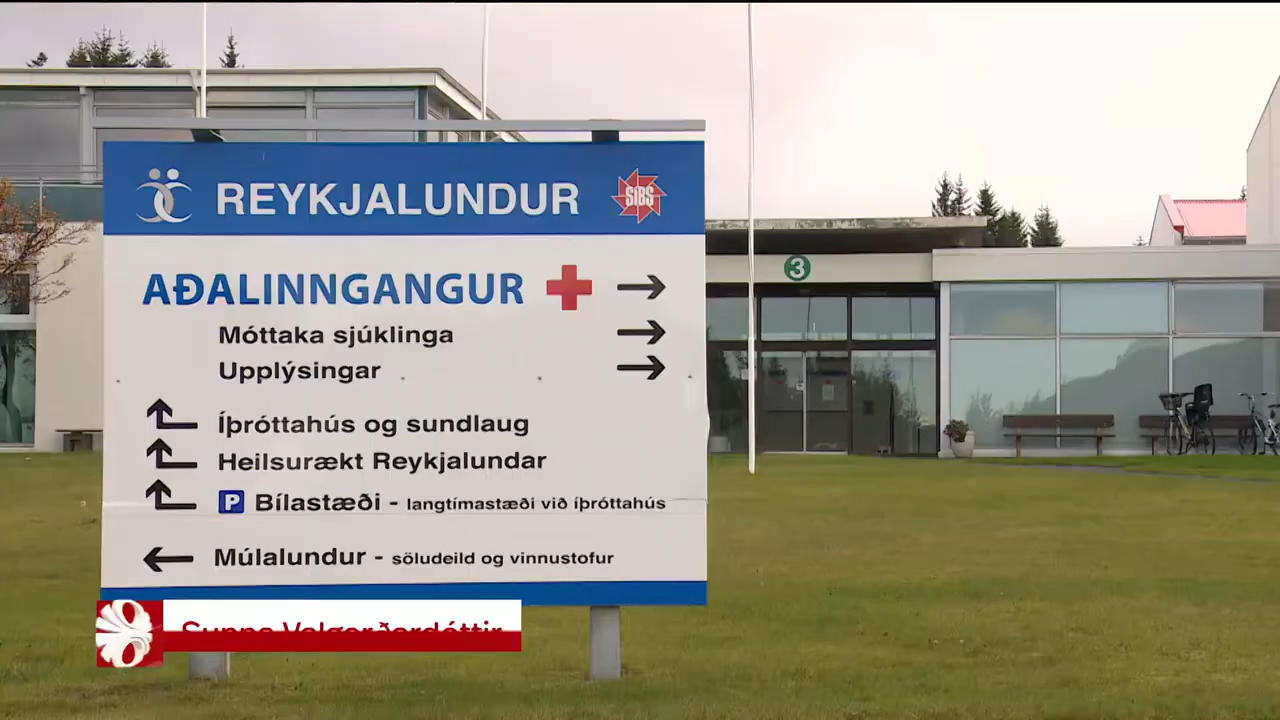 REYKJALUNDUR
SÍBS
AÐALINNGANGUR
Móttaka sjúklinga
Upplýsingar
Íþróttahús og sundlaug
Heilsurækt Reykjalundar
P Bílastæði - langtímastæði við íþróttahús
Múlalundur - söludeild og vinnustofur
3